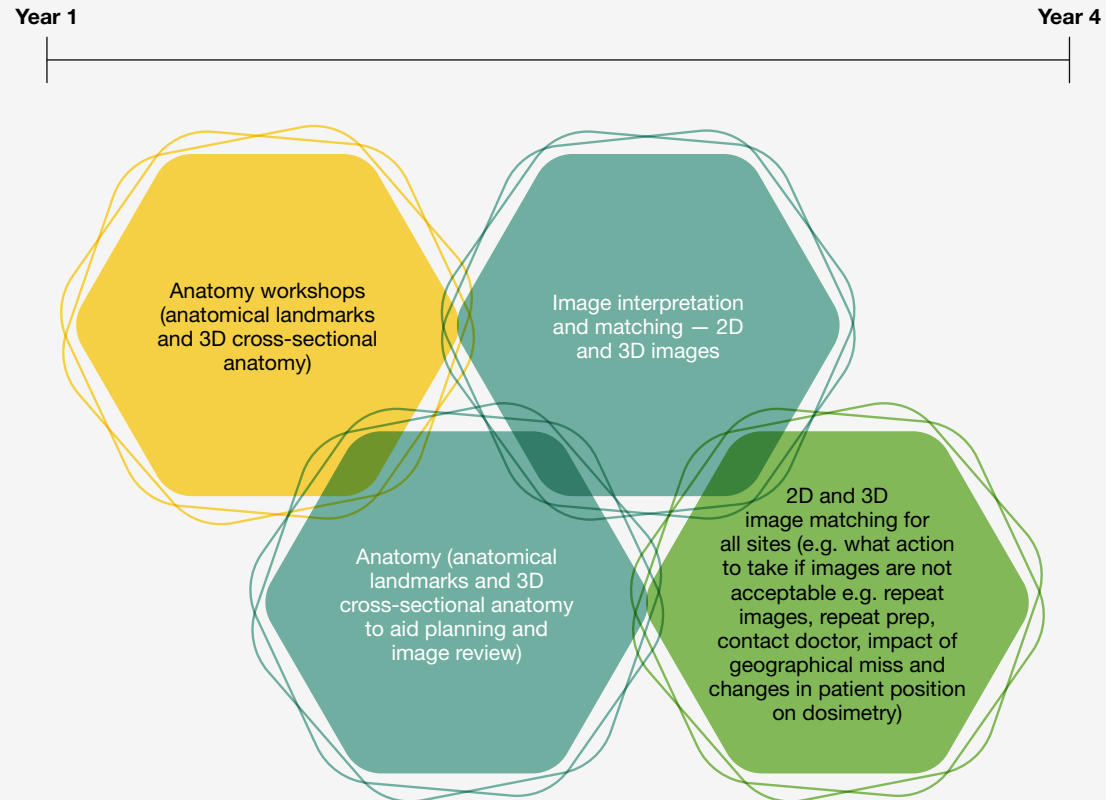 Year 1
Year 4
Anatomy workshops
(anatomical landmarks
and 3D cross-sectional
anatomy)
Image interpretation
and matching — 2D
and 3D images
Anatomy (anatomical
landmarks and 3D
cross-sectional anatomy
to aid planning and
image review)
2D and 3D
image matching for
all sites (e.g. what action
to take if images are not
acceptable e.g. repeat
images, repeat prep,
contact doctor, impact of
geographical miss and
changes in patient position
on dosimetry)